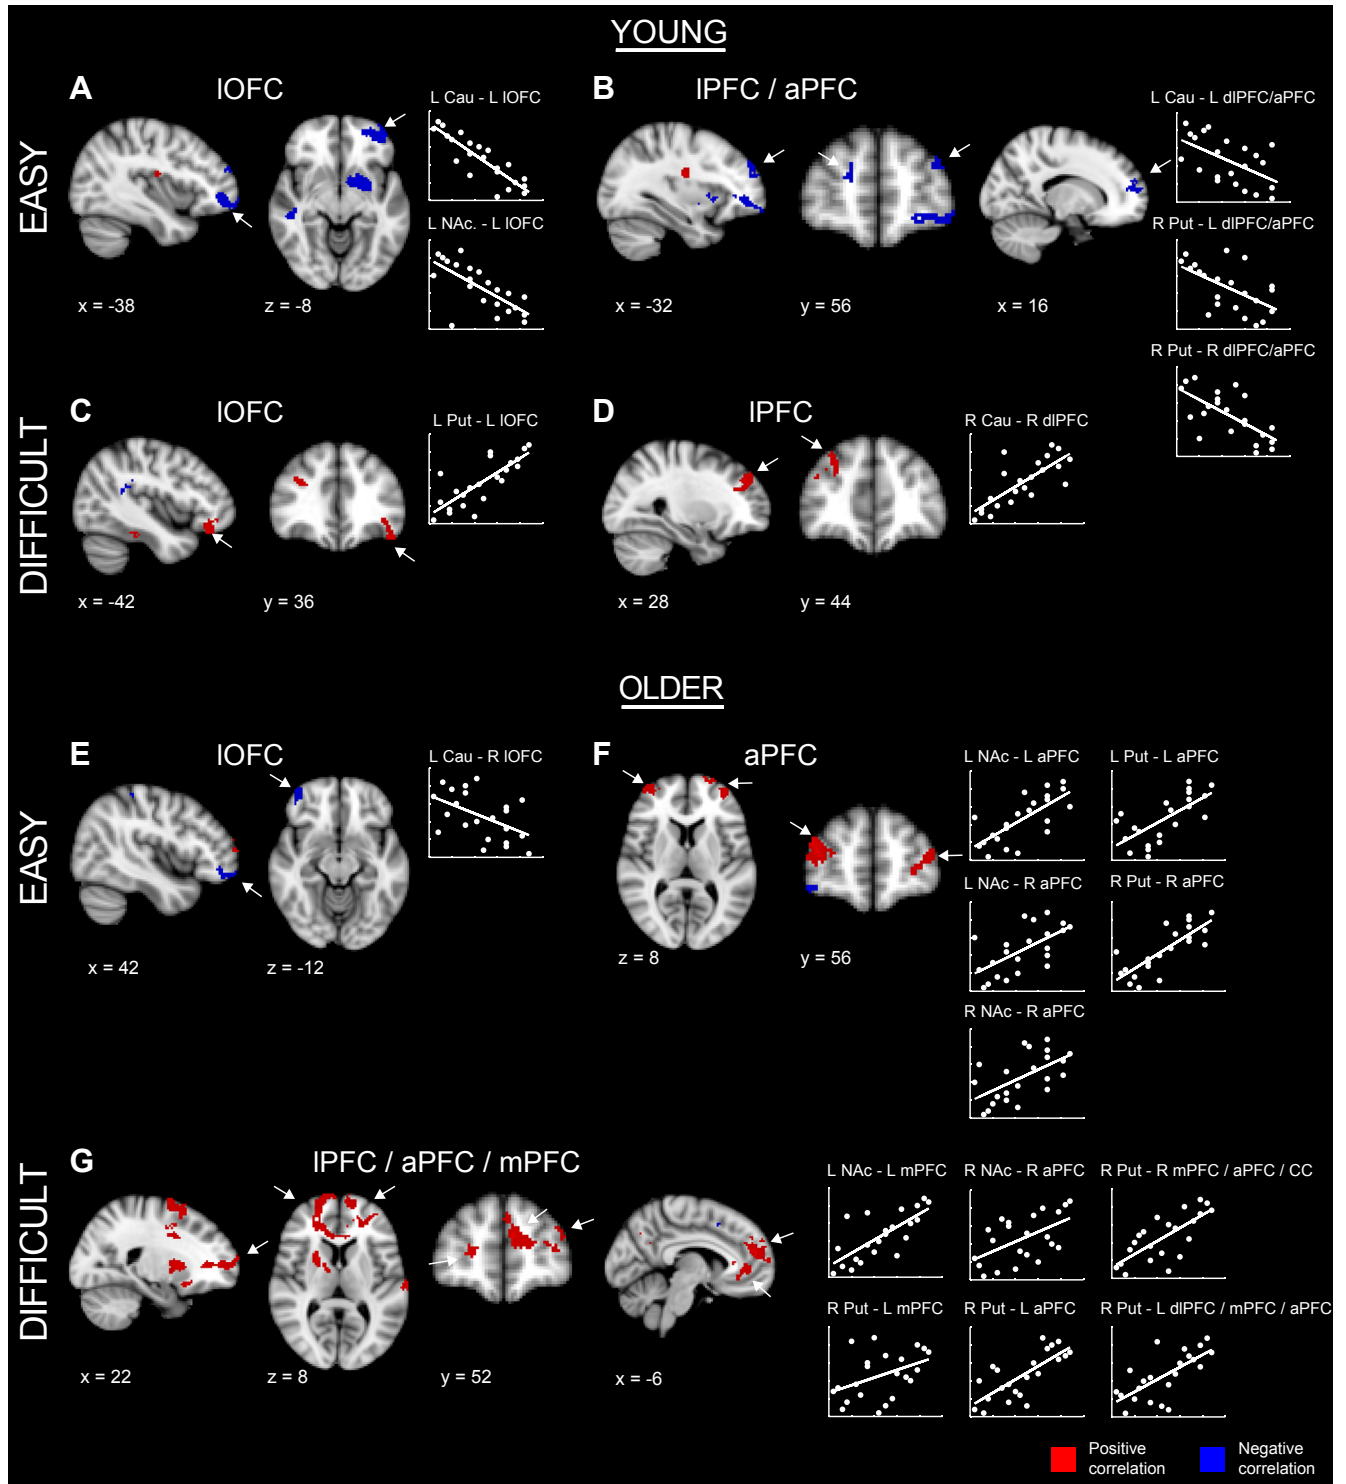 YOUNG
EASY
A
lOFC
L Cau - L lOFC
L NAc. - L lOFC
x = -38
z = -8
B
lPFC / aPFC
L Cau - L dlPFC/aPFC
R Put - L dlPFC/aPFC
R Put - R dlPFC/aPFC
x = -32
y = 56
x = 16
DIFFICULT
C
lOFC
L Put - L lOFC
x = -42
y = 36
D
lPFC
R Cau - R dlPFC
x = 28
y = 44
OLDER
EASY
E
lOFC
L Cau - R lOFC
x = 42
z = -12
F
aPFC
L NAc - L aPFC
L Put - L aPFC
L NAc - R aPFC
R Put - R aPFC
R NAc - R aPFC
z = 8
y = 56
DIFFICULT
G
lPFC / aPFC / mPFC
L NAc - L mPFC
R NAc - R aPFC
R Put - R mPFC / aPFC / CC
R Put - L mPFC
R Put - L aPFC
R Put - L dlPFC / mPFC / aPFC
x = 22
z = 8
y = 52
x = -6
Positive
correlation
Negative
correlation